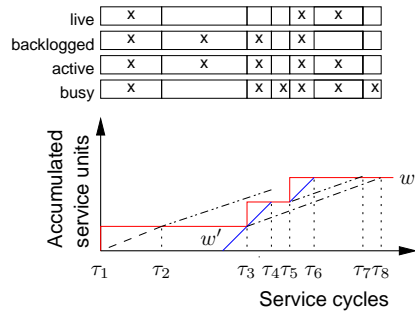 live x x x
backlogged x x x x
active x x x x x
busy x x x x x x
Accumulated
service units
w
w'
τ1 τ2 τ3 τ4 τ5 τ6 τ7 τ8
Service cycles